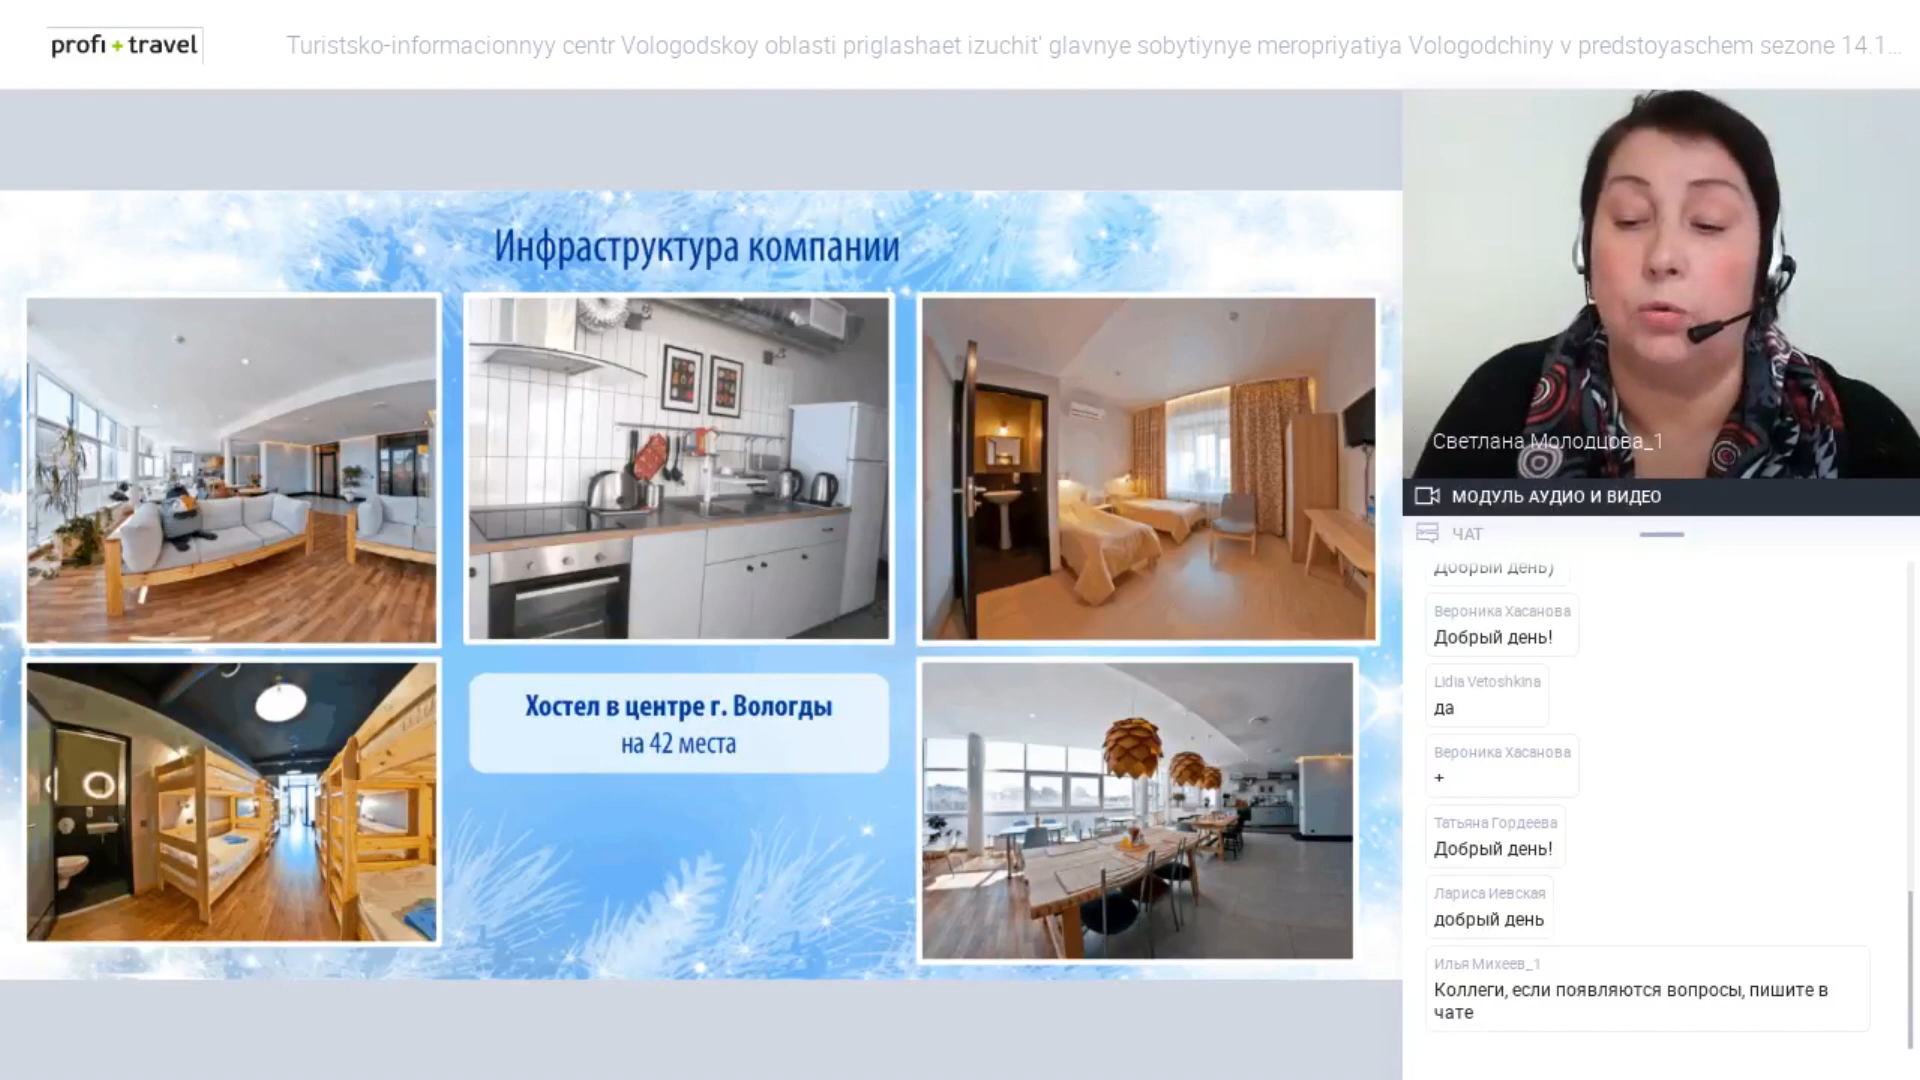 profi + travel
Turistsko-informacionnyy centr Vologodskoy oblasti priglashaet izuchit' glavnye sobytiynye meropriyatiya Vologodchiny v predstoyaschem sezone 14.1...
Инфраструктура компании
Хостел в центре г. Вологды
на 42 места
Светлана Молодцова_1
МОДУЛЬ АУДИО И ВИДЕО
ЧАТ
Добрый день)
Вероника Хасанова
Добрый день!
Lidia Vetoshkina
да
Вероника Хасанова
+
Татьяна Гордеева
Добрый день!
Лариса Иевская
добрый день
Илья Михеев_1
Коллеги, если появляются вопросы, пишите в
чате